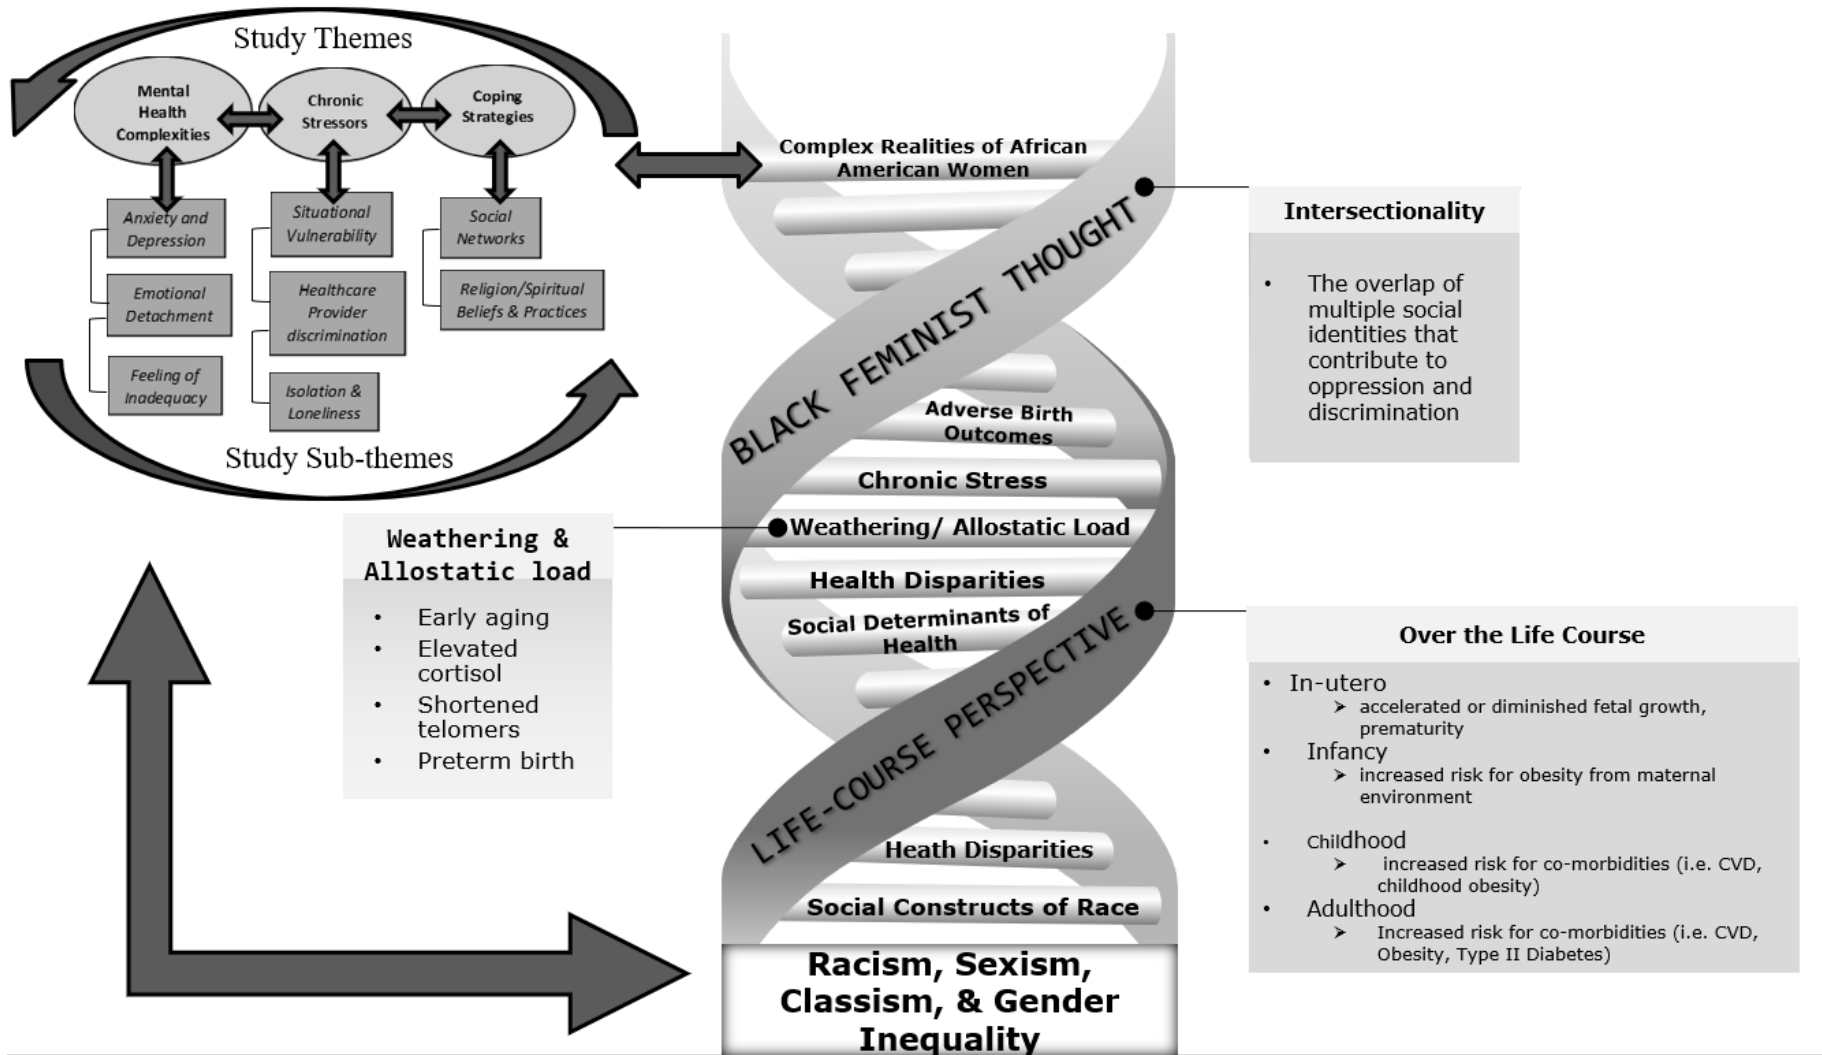 Study Themes
Mental
Health
Complexities
Chronic
Stressors
Coping
Strategies
Anxiety and
Depression
Emotional
Detachment
Feeling of
Inadequacy
Situational
Vulnerability
Healthcare
Provider
discrimination
Isolation &
Loneliness
Social
Networks
Religion/Spiritual
Beliefs & Practices
Study Sub-themes
Complex Realities of African
American Women
BLACK FEMINIST THOUGHT
Intersectionality
• The overlap of
multiple social
identities that
contribute to
oppression and
discrimination
Adverse Birth
Outcomes
Chronic Stress
Weathering/ Allostatic Load
Health Disparities
Social Determinants of
Health
Weathering &
Allostatic load
• Early aging
• Elevated
cortisol
• Shortened
telomers
• Preterm birth
LIFE-COURSE PERSPECTIVE
Over the Life Course
• In-utero
➢ accelerated or diminished fetal growth,
prematurity
• Infancy
➢ increased risk for obesity from maternal
environment
• Childhood
➢ increased risk for co-morbidities (i.e. CVD,
childhood obesity)
• Adulthood
➢ Increased risk for co-morbidities (i.e. CVD,
Obesity, Type II Diabetes)
Heath Disparities
Social Constructs of Race
Racism, Sexism,
Classism, & Gender
Inequality